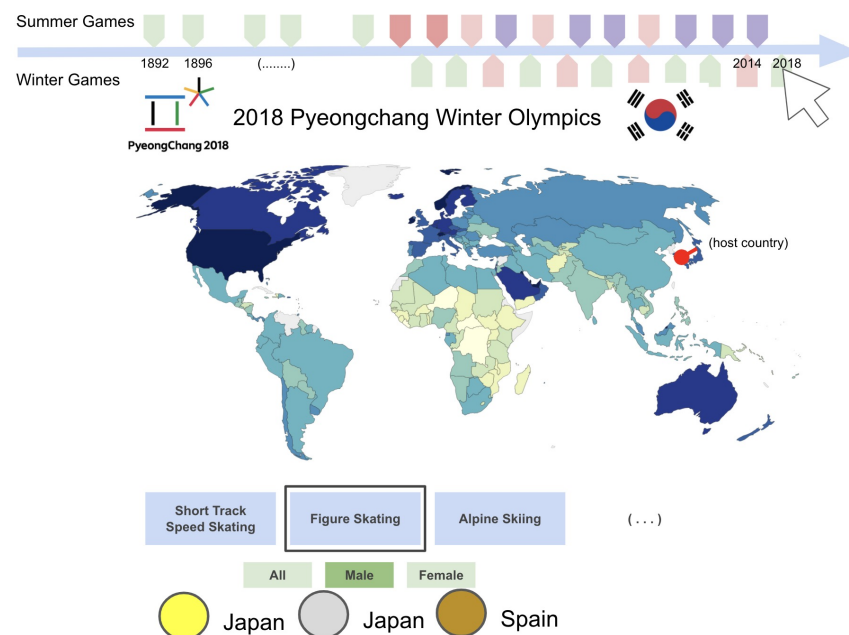 Summer Games
1892
1896
(........)
2014
2018
Winter Games
PyeongChang 2018
2018 Pyeongchang Winter Olympics
(host country)
Short Track
Speed Skating
Figure Skating
Alpine Skiing
(...)
All
Male
Female
Japan
Japan
Spain